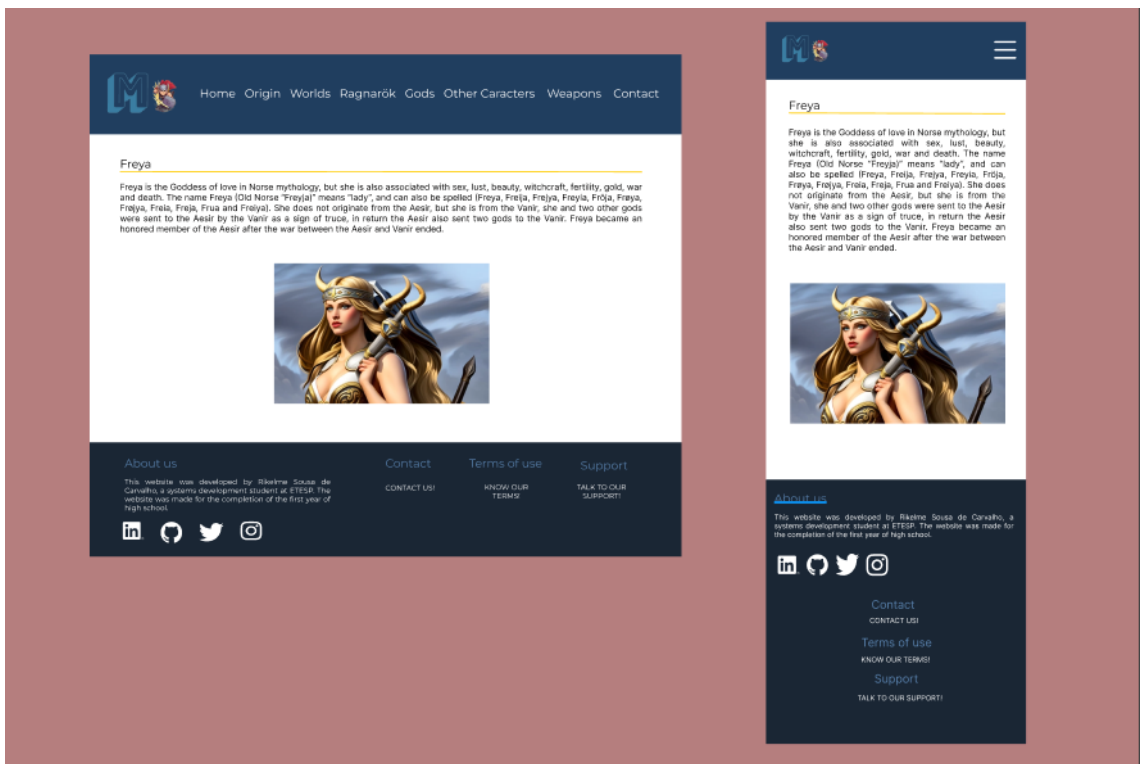 M
Home Origin Worlds Ragnarök Gods Other Caracters Weapons Contact
Freya
Freya is the Goddess of love in Norse mythology, but she is also associated with sex, lust, beauty, witchcraft, fertility, gold, war
and death. The name Freya (Old Norse "Freyja)" means "lady", and can also be spelled (Freya, Freija, Frejya, Freyia, Fröja, Frøya,
Frøjya, Freia, Freja, Frua and Freiya). She does not originate from the Aesir, but she is from the Vanir, she and two other gods
were sent to the Aesir by the Vanir as a sign of truce, in return the Aesir also sent two gods to the Vanir. Freya became an
honored member of the Aesir after the war between the Aesir and Vanir ended.
About us
This website was developed by Rikelme Sousa de
Carvalho, a systems development student at ETESP. The
website was made for the completion of the first year of
high school.
in
Contact
CONTACT US!
Terms of use
KNOW OUR
TERMS!
Support
TALK TO OUR
SUPPORT!
M
Freya
Freya is the Goddess of love in Norse mythology, but
she is also associated with sex, lust, beauty,
witchcraft, fertility, gold, war and death. The name
Freya (Old Norse "Freyja)" means "lady", and can
also be spelled (Freya, Freija, Frejya, Freyia, Fröja,
Frøya, Frøjya, Freia, Freja, Frua and Freiya). She does
not originate from the Aesir, but she is from the
Vanir, she and two other gods were sent to the Aesir
by the Vanir as a sign of truce, in return the Aesir
also sent two gods to the Vanir. Freya became an
honored member of the Aesir after the war between
the Aesir and Vanir ended.
About us
This website was developed by Rikelme Sousa de Carvalho, a
systems development student at ETESP. The website was made for
the completion of the first year of high school.
in
Contact
CONTACT US!
Terms of use
KNOW OUR TERMS!
Support
TALK TO OUR SUPPORT!